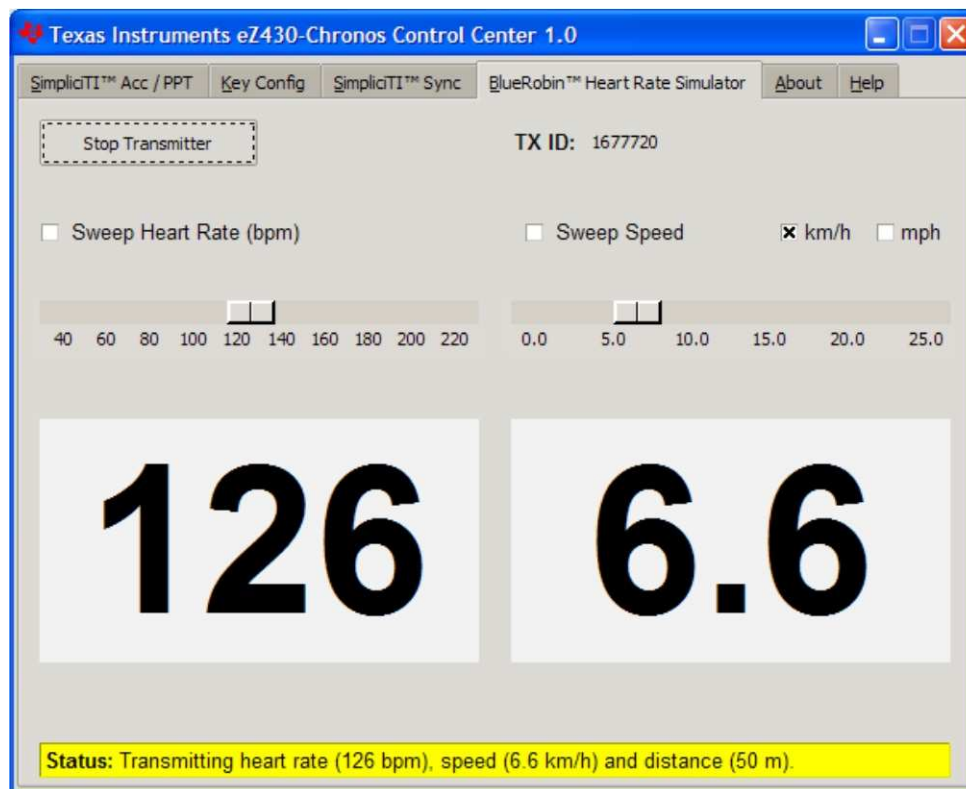 Texas Instruments eZ430-Chronos Control Center 1.0
SimpliciTI™ Acc / PPT Key Config SimpliciTI™ Sync BlueRobin™ Heart Rate Simulator About Help
Stop Transmitter TX ID: 1677720
Sweep Heart Rate (bpm) Sweep Speed km/h mph
40 60 80 100 120 140 160 180 200 220 0.0 5.0 10.0 15.0 20.0 25.0
126 6.6
Status: Transmitting heart rate (126 bpm), speed (6.6 km/h) and distance (50 m).